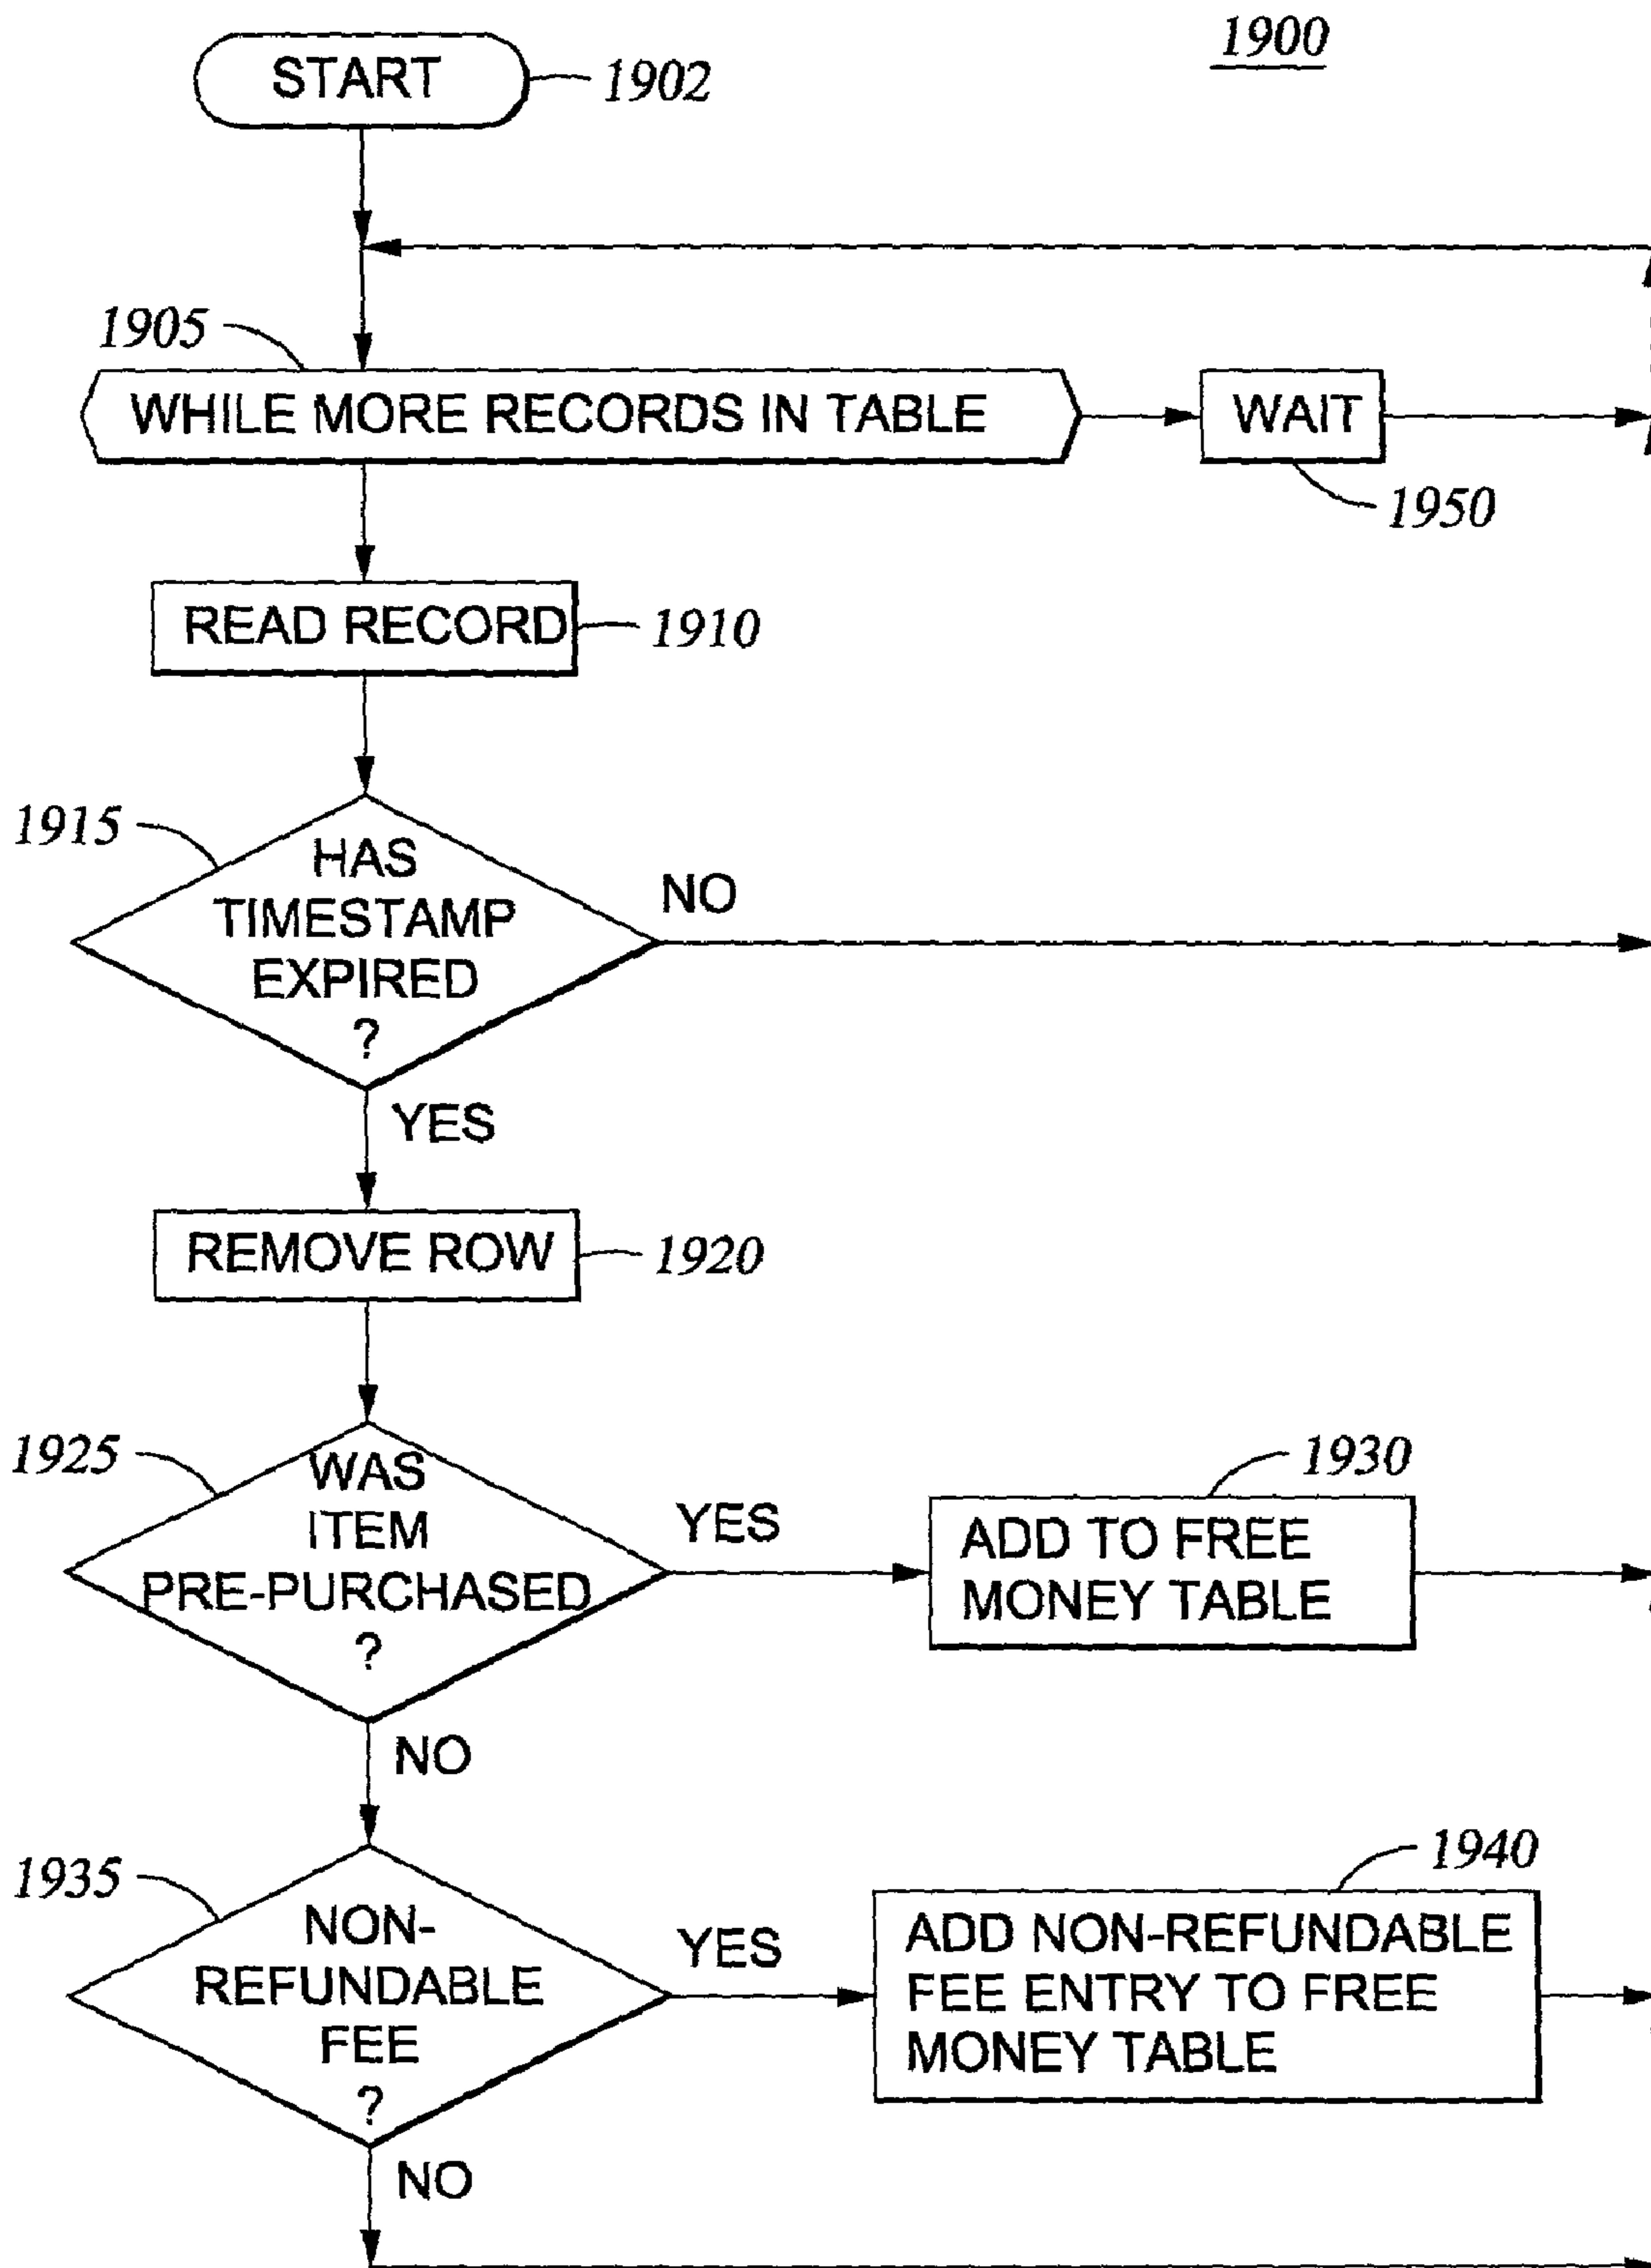 1900
START
1902
1905
WHILE MORE RECORDS IN TABLE
WAIT
1950
READ RECORD
1910
1915
HAS
TIMESTAMP
EXPIRED
?
NO
YES
REMOVE ROW
1920
1925
WAS
ITEM
PRE-PURCHASED
?
YES
1930
ADD TO FREE
MONEY TABLE
NO
1935
NON-
REFUNDABLE
FEE
?
YES
1940
ADD NON-REFUNDABLE
FEE ENTRY TO FREE
MONEY TABLE
NO